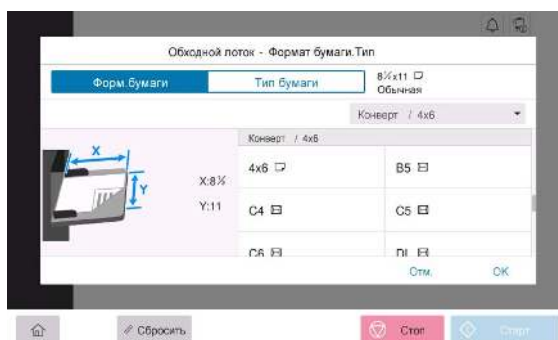 Обходной лоток - Формат бумаги.Тип
Форм.бумаги
Тип бумаги
8½x11
Обычная
Конверт / 4x6
Конверт / 4x6
X
Y
X:8½
Y:11
4x6
B5
C4
C5
C6
DL
Отм.
OK
Сбросить
Стоп
Старт